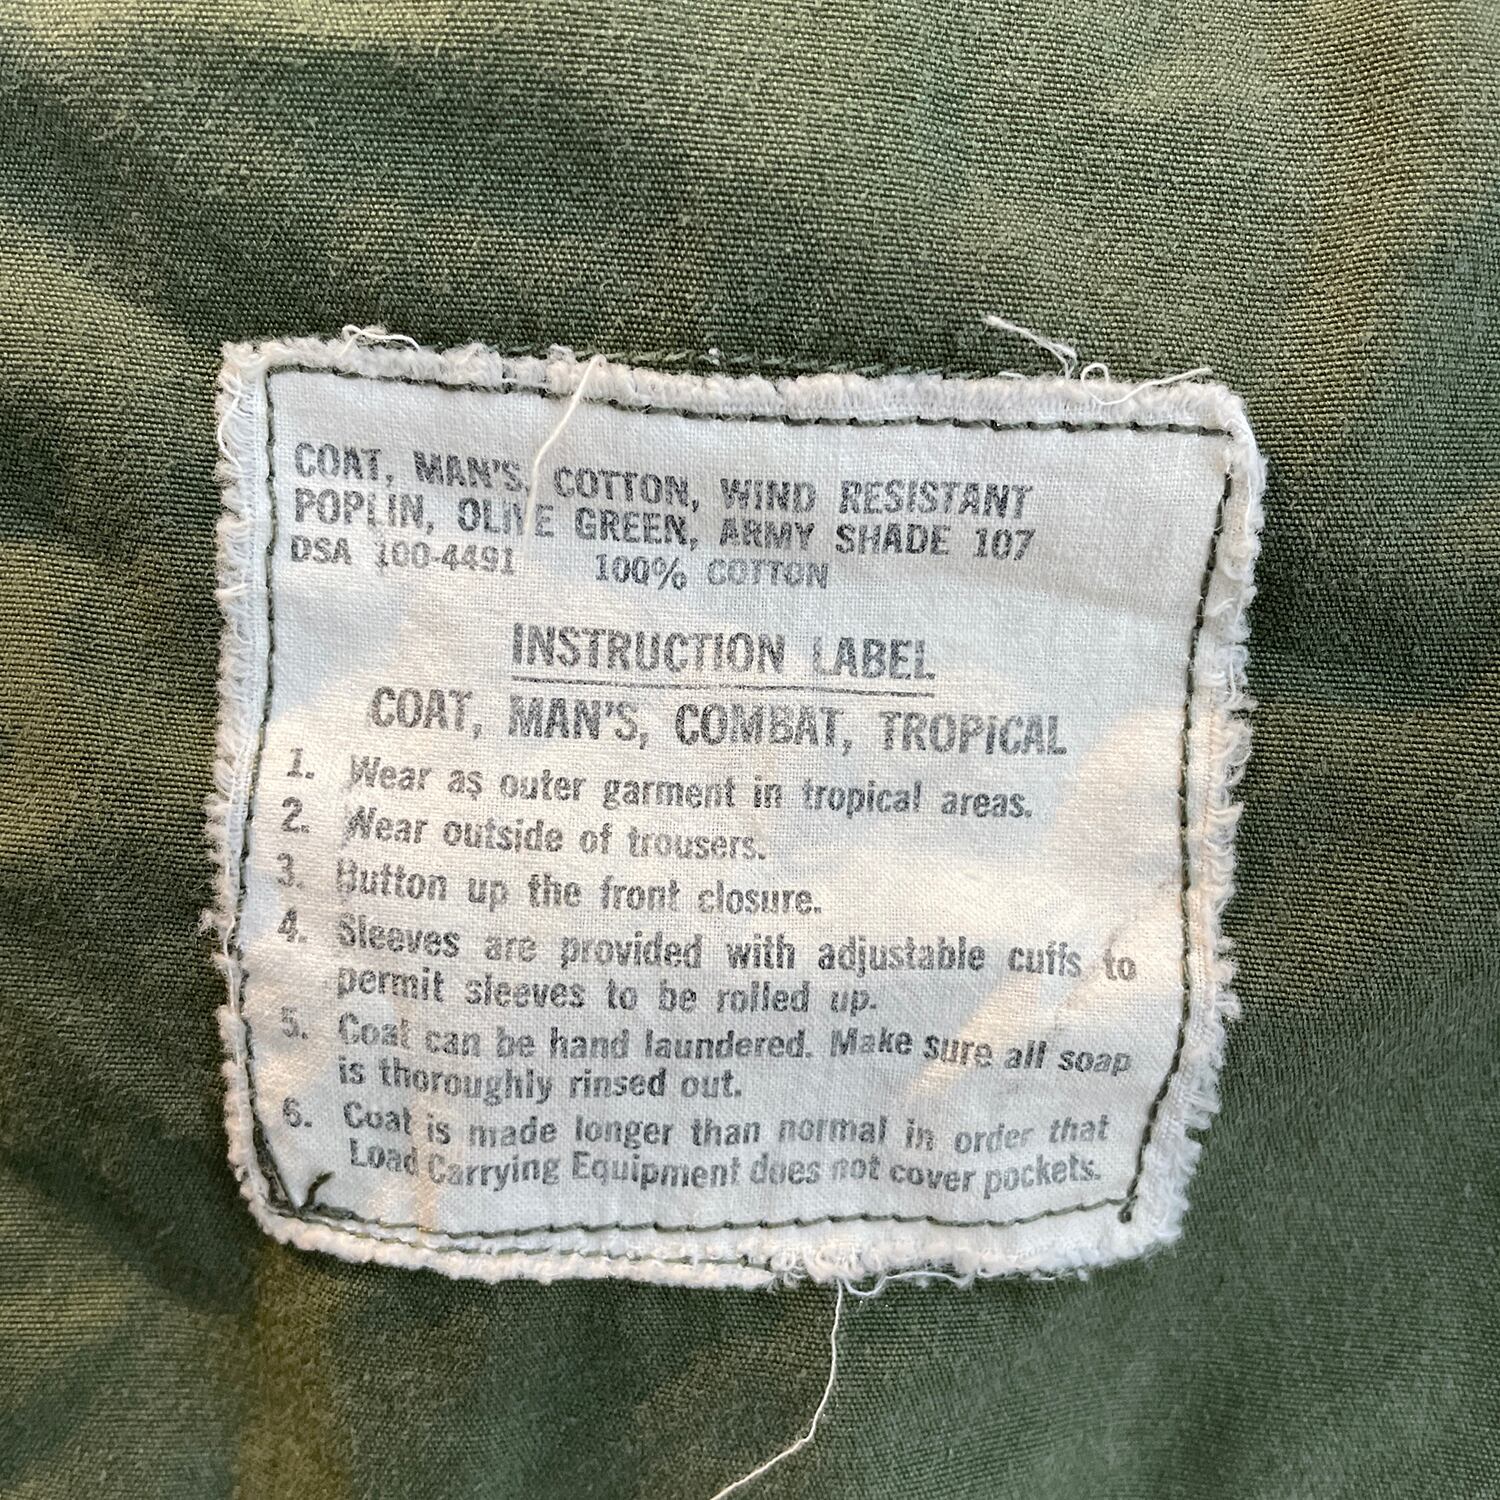 COAT, MAN'S, COTTON, WIND RESISTANT
POPLIN, OLIVE GREEN, ARMY SHADE 107
DSA 100-4491 100% COTTON
INSTRUCTION LABEL
COAT, MAN'S, COMBAT, TROPICAL
1. Wear as outer garment in tropical areas.
2. Wear outside of trousers.
3. Button up the front closure.
4. Sleeves are provided with adjustable cuffs to
permit sleeves to be rolled up.
5. Coat can be hand laundered. Make sure all soap
is thoroughly rinsed out.
6. Coat is made longer than normal in order that
Load Carrying Equipment does not cover pockets.